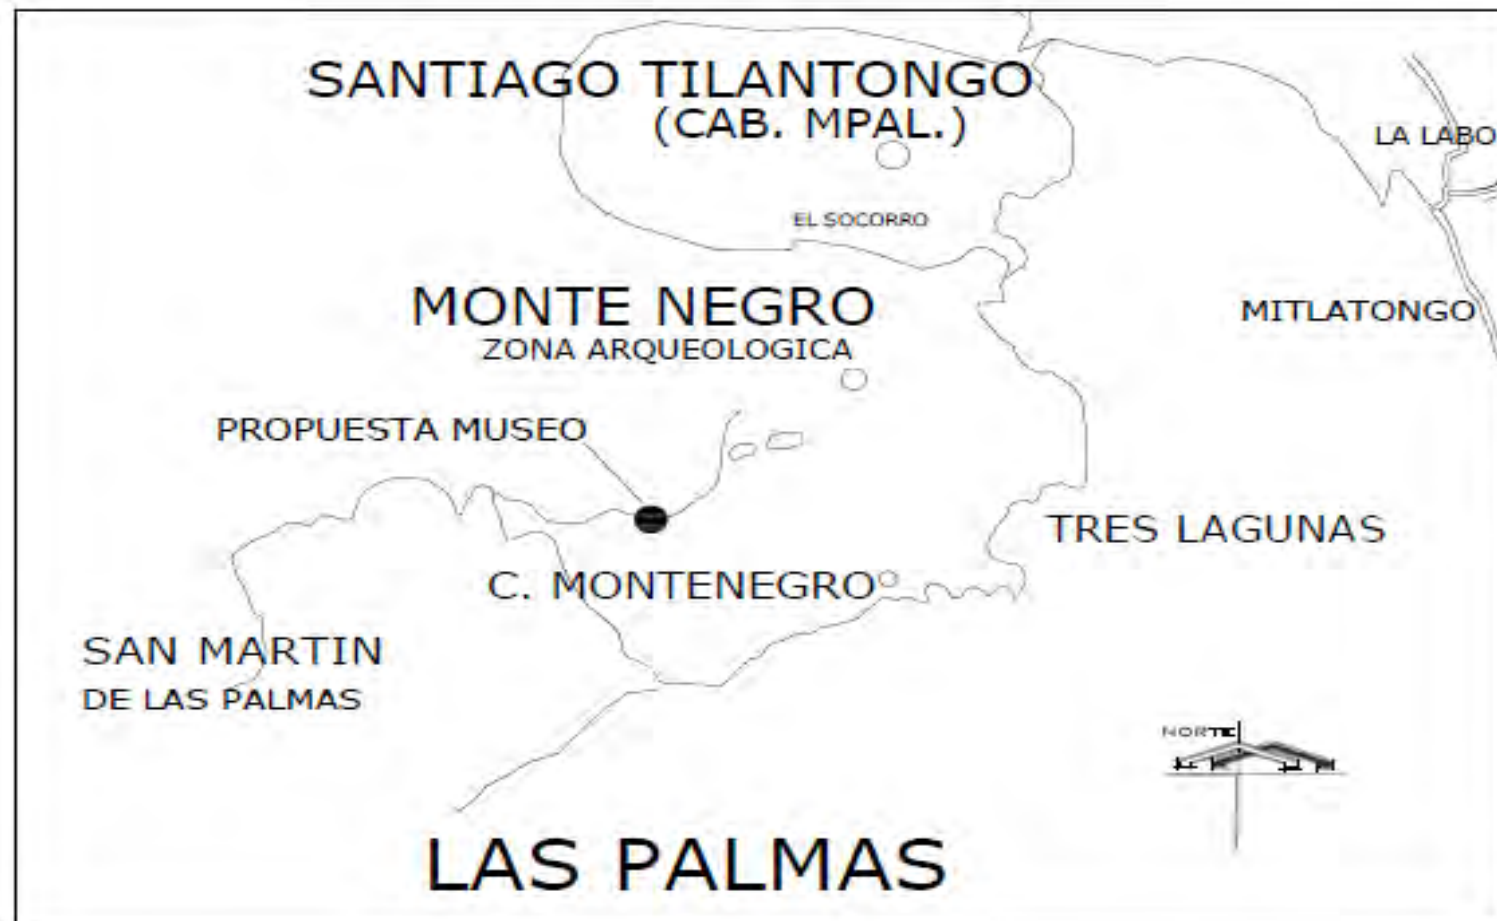 SANTIAGO TILANTONGO
(CAB. MPAL.)
LA LABO
EL SOCORRO
MONTE NEGRO
ZONA ARQUEOLOGICA
MITLATONGO
PROPUESTA MUSEO
TRES LAGUNAS
C. MONTENEGRO
SAN MARTIN
DE LAS PALMAS
NORTE
LAS PALMAS